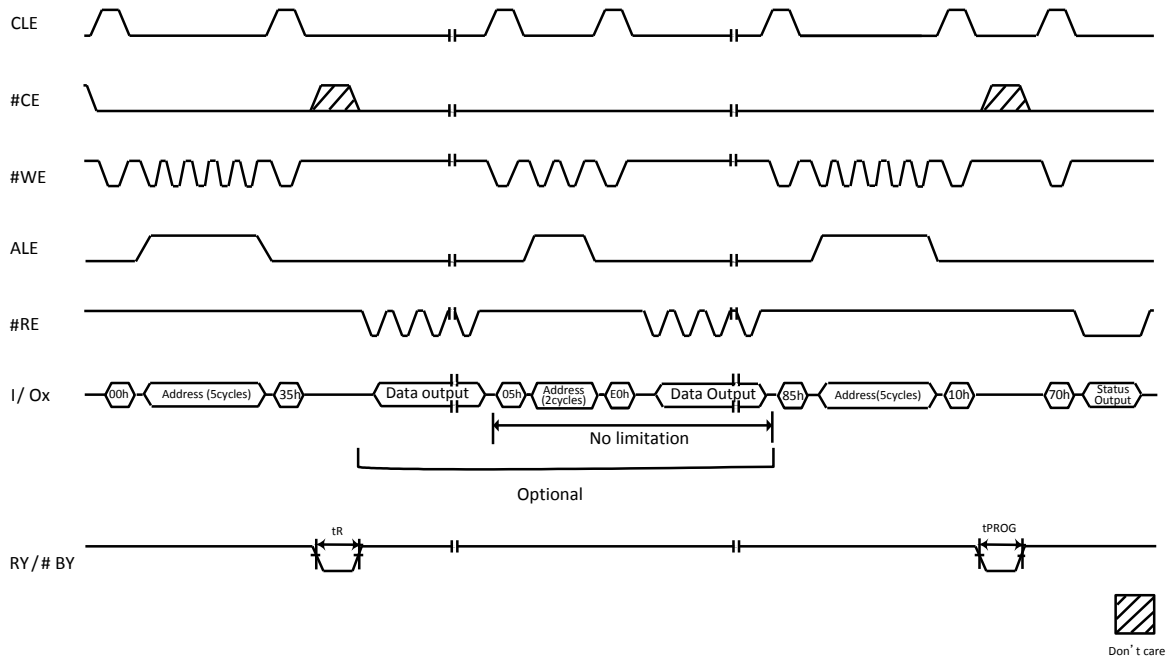 CLE
#CE
#WE
ALE
#RE
I/Ox 00h Address (5cycles) 35h Data output 05h Address (2cycles) E0h Data Output 85h Address(5cycles) 10h 70h Status Output
No limitation
Optional
tR tPROG
RY/# BY
Don't care